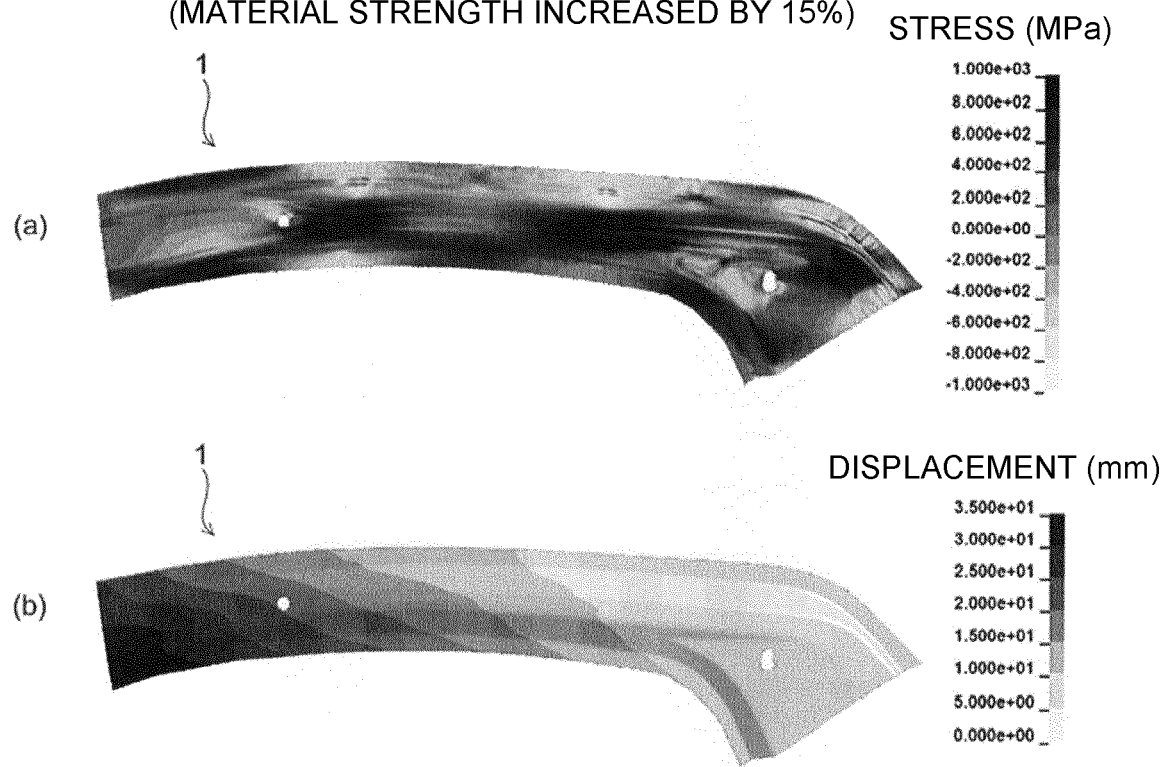 (MATERIAL STRENGTH INCREASED BY 15%)
STRESS (MPa)
1
1.000e+03
8.000e+02
6.000e+02
4.000e+02
2.000e+02
0.000e+00
-2.000e+02
-4.000e+02
-6.000e+02
-8.000e+02
-1.000e+03
(a)
1
DISPLACEMENT (mm)
3.500e+01
3.000e+01
2.500e+01
2.000e+01
1.500e+01
1.000e+01
5.000e+00
0.000e+00
(b)